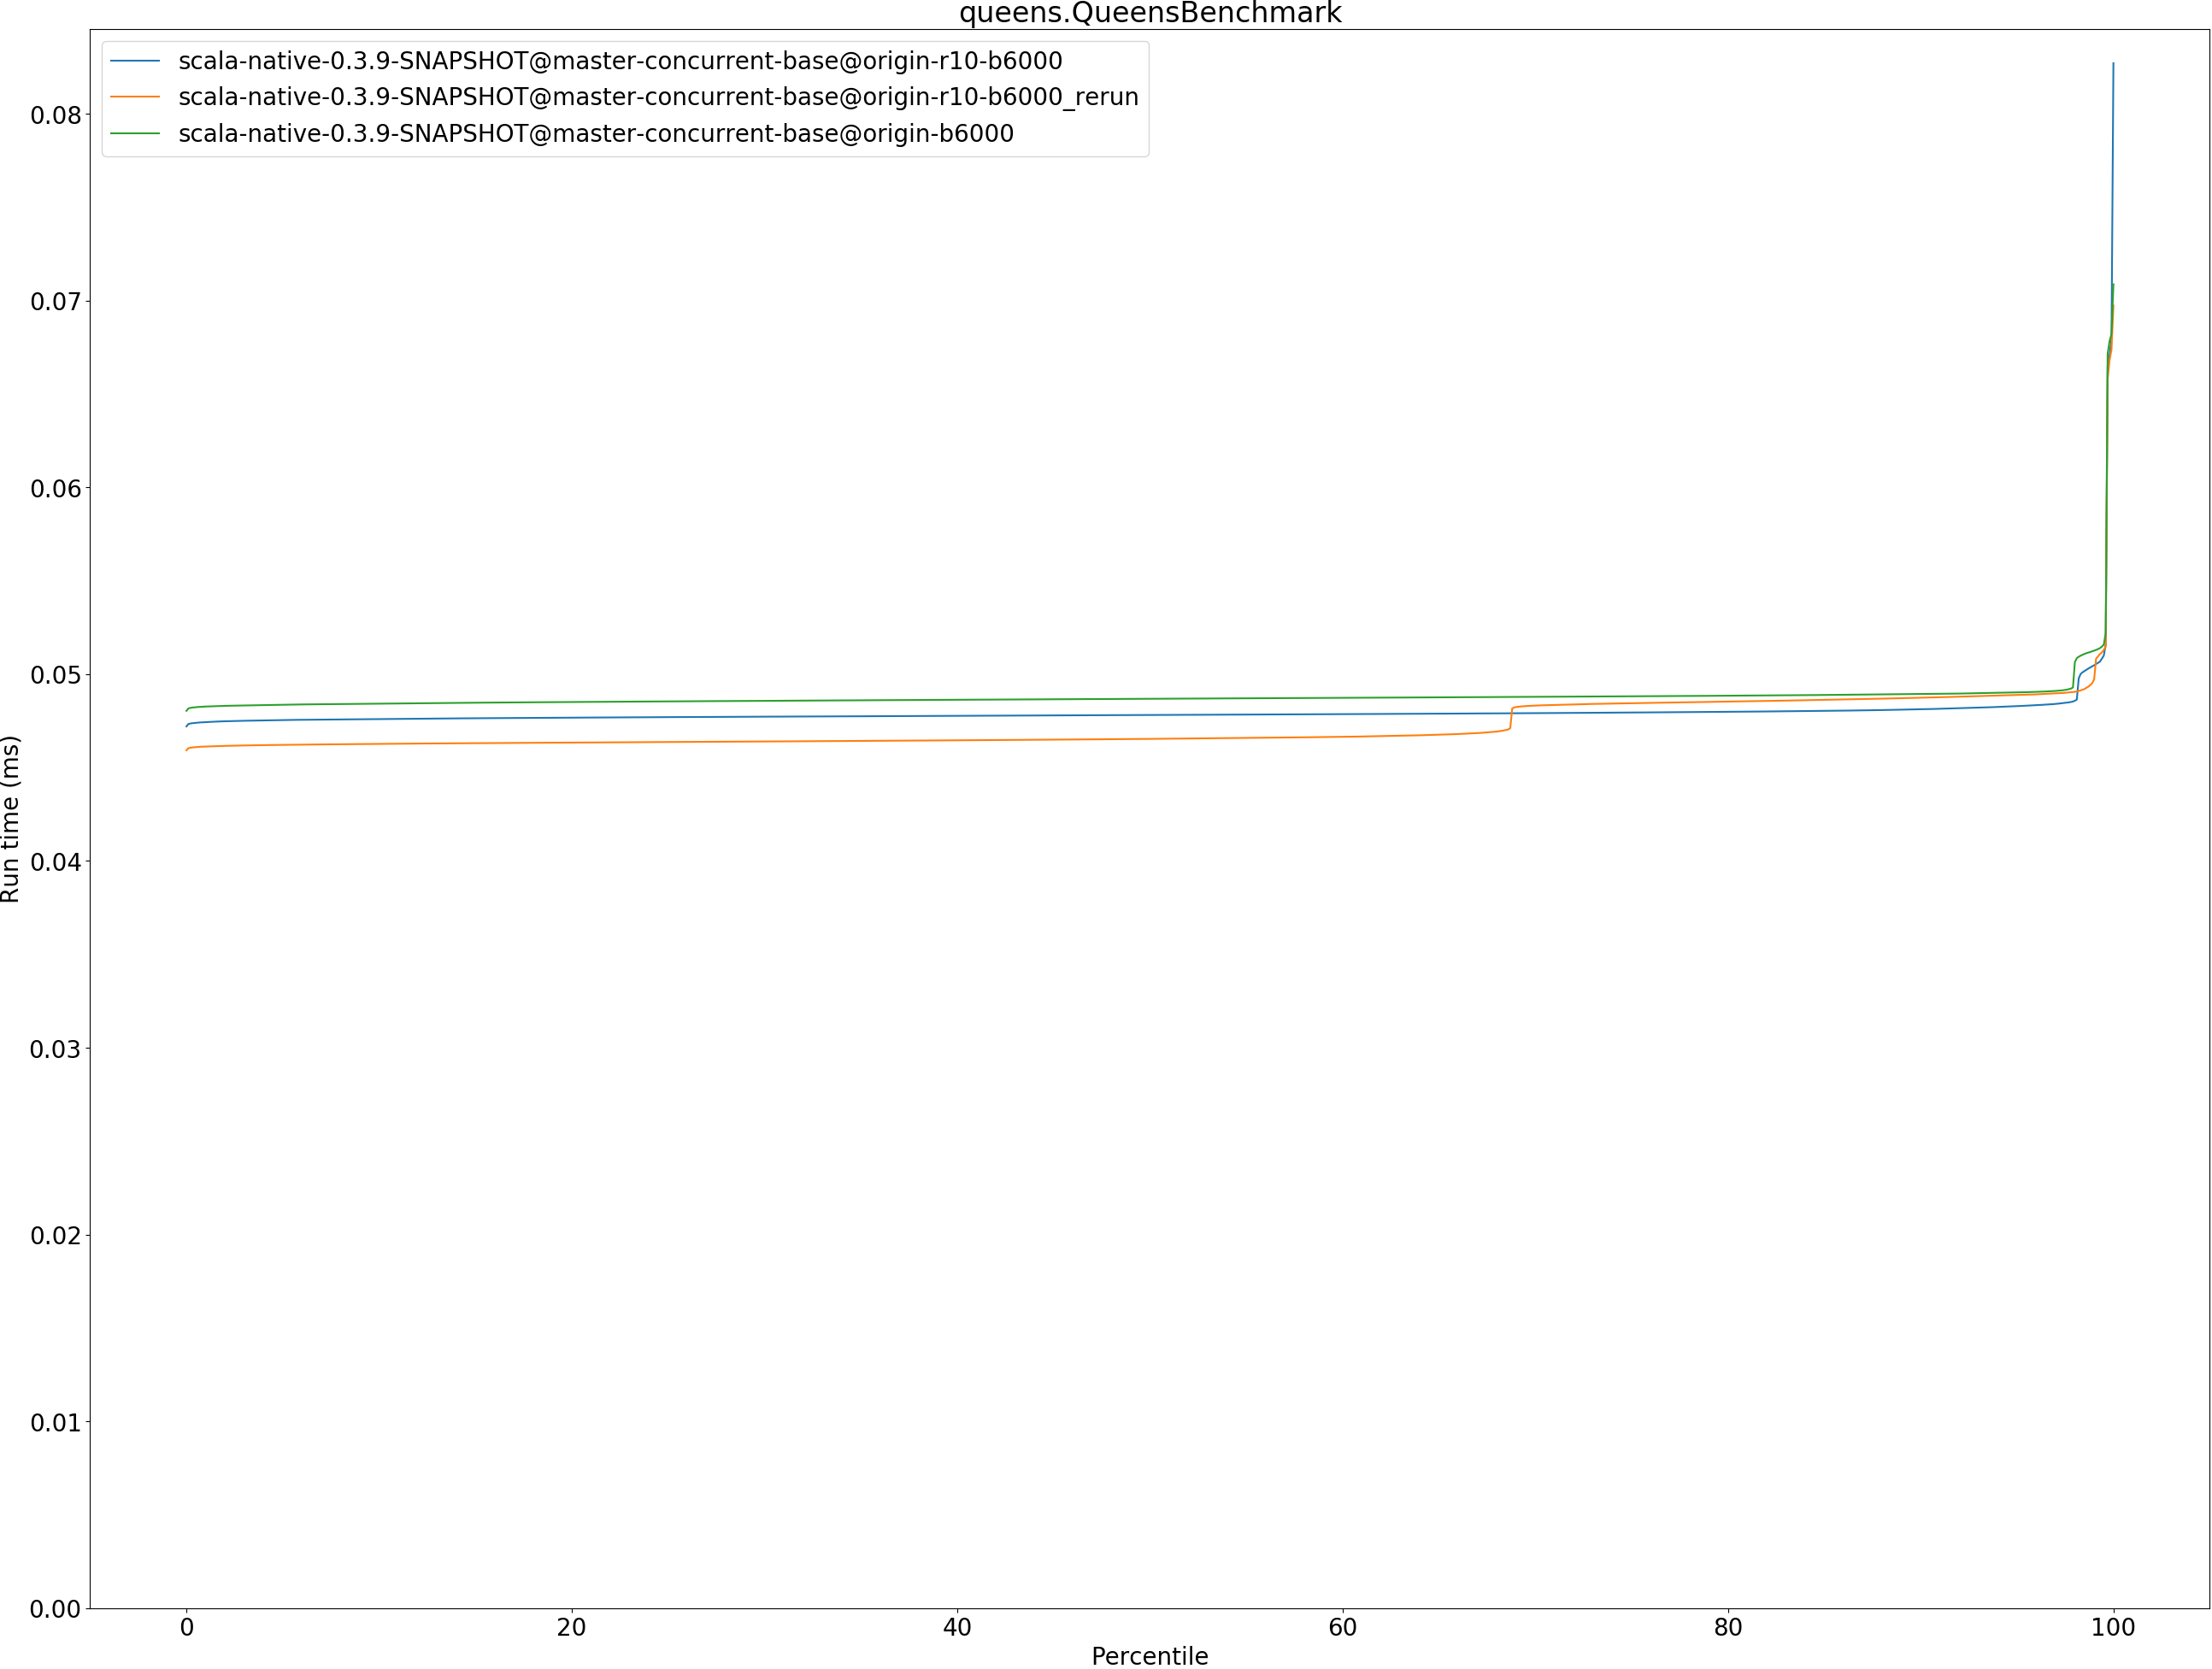 queens.QueensBenchmark
scala-native-0.3.9-SNAPSHOT@master-concurrent-base@origin-r10-b6000
scala-native-0.3.9-SNAPSHOT@master-concurrent-base@origin-r10-b6000_rerun
scala-native-0.3.9-SNAPSHOT@master-concurrent-base@origin-b6000
0.08
0.07
0.06
0.05
0.04
0.03
0.02
0.01
0.00
Run time (ms)
0 20 40 60 80 100
Percentile